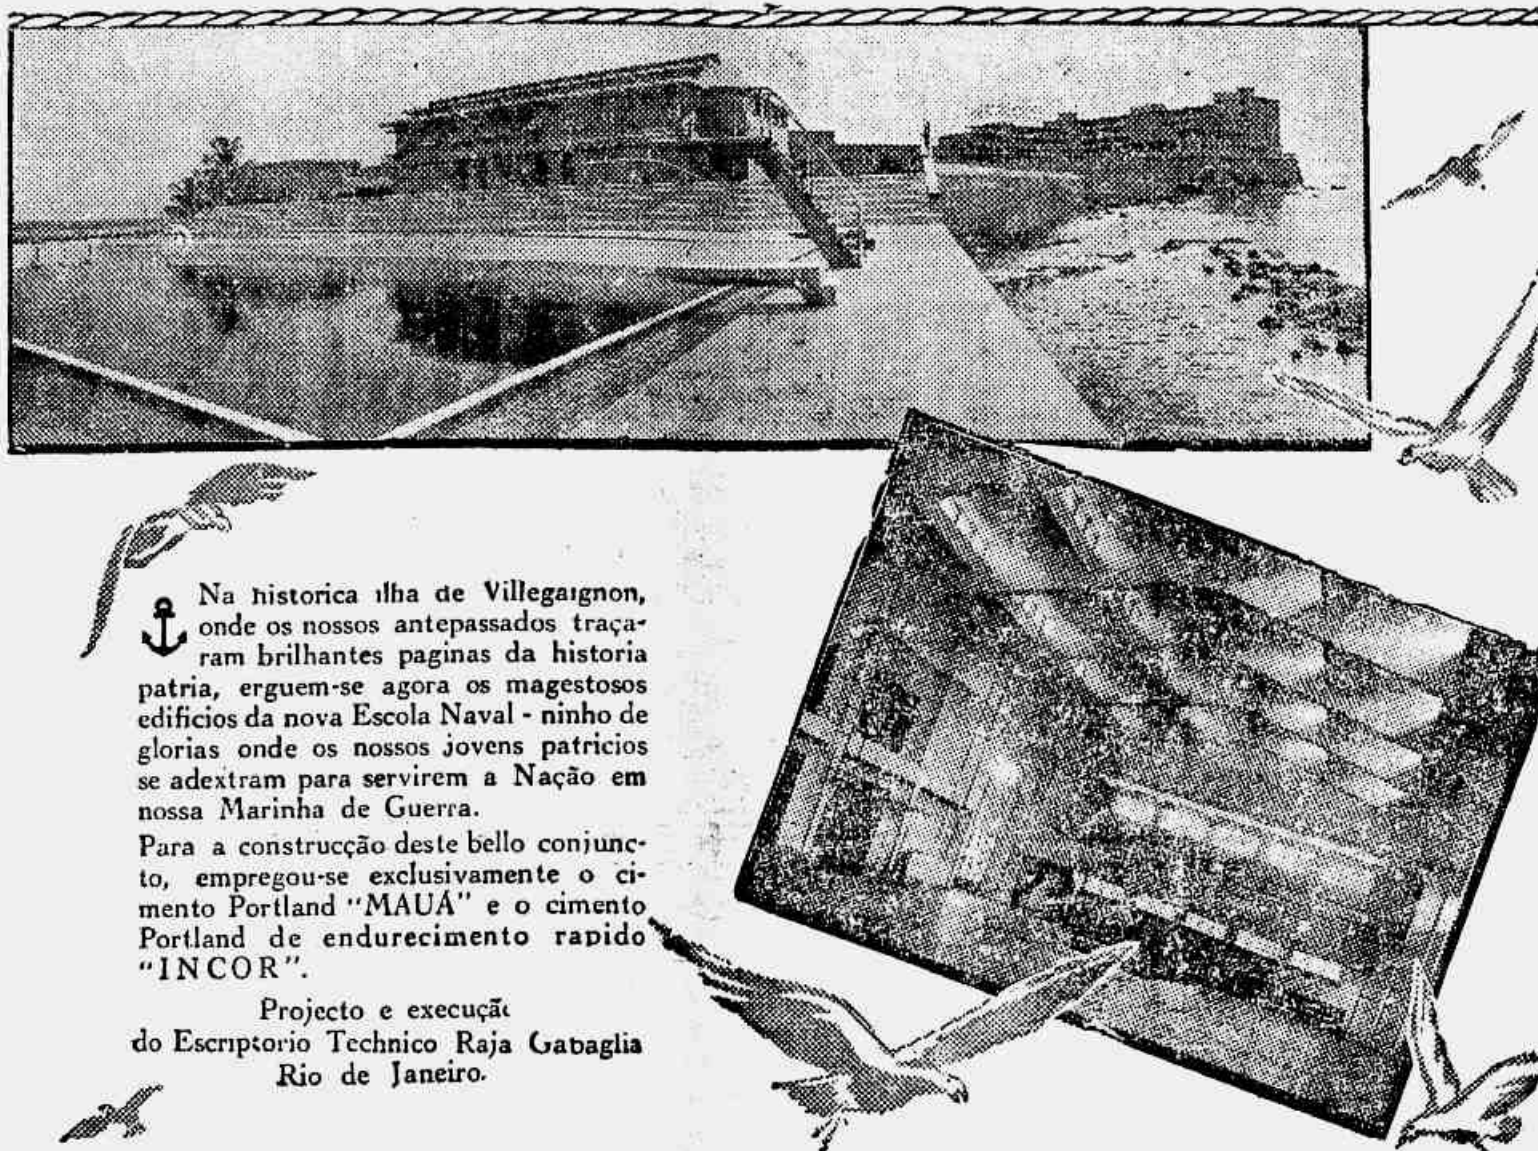 Na historica ilha de Villegaignon,
onde os nossos antepassados traça-
ram brilhantes paginas da historia
patria, erguem-se agora os magestosos
edificios da nova Escola Naval - ninho de
glorias onde os nossos jovens patricios
se adextram para servirem a Nação em
nossa Marinha de Guerra.
Para a construcção deste bello conjunc-
to, empregou-se exclusivamente o ci-
mento Portland "MAUÁ" e o cimento
Portland de endurecimento rapido
"INCOR".
Projecto e execução
do Escriptorio Technico Raja Gabaglia
Rio de Janeiro.